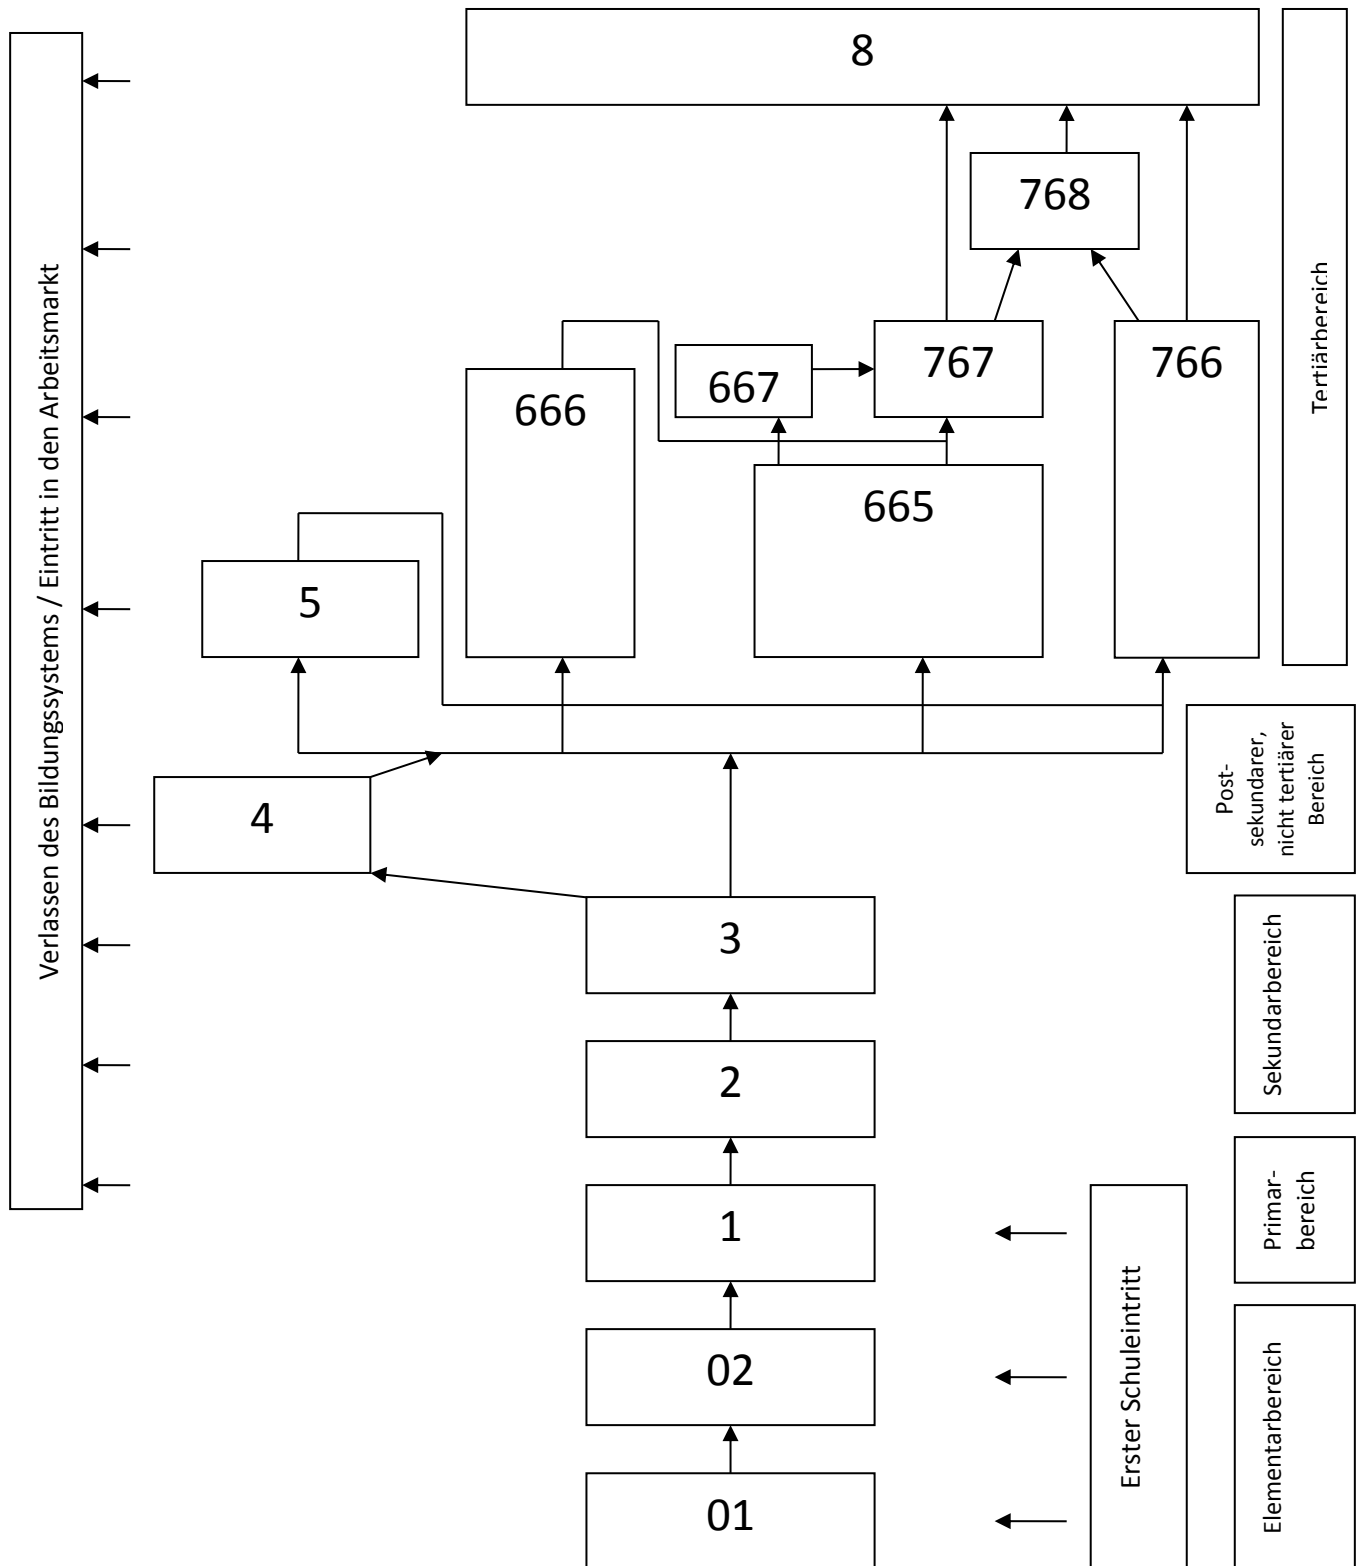 8
768
767
766
667
666
665
5
4
3
2
1
02
01
Verlassen des Bildungssystems / Eintritt in den Arbeitsmarkt
Erster Schuleintritt
Tertiärbereich
Post-
sekundarer,
nicht tertiärer
Bereich
Sekundarbereich
Primar-
bereich
Elementarbereich